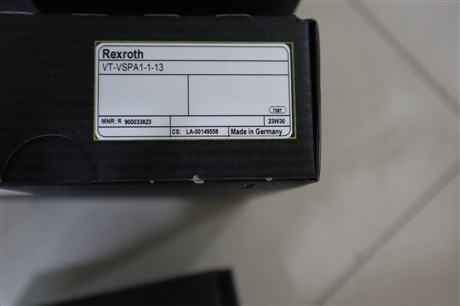 Rexroth
VT-VSPA1-1-13
7087
MNR: R 900033823
23W30
CS: LA-00149558
Made in Germany